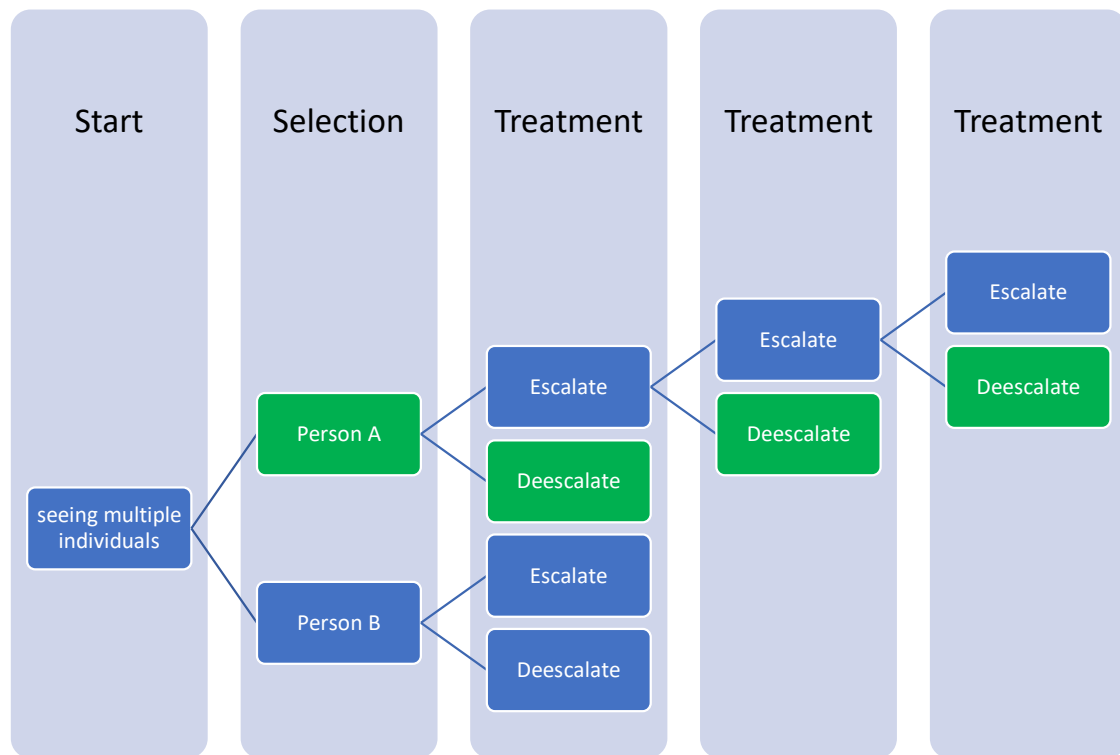 Start
Selection
Treatment
Treatment
Treatment
seeing multiple
individuals
Person A
Person B
Escalate
Deescalate
Escalate
Deescalate
Escalate
Deescalate
Escalate
Deescalate